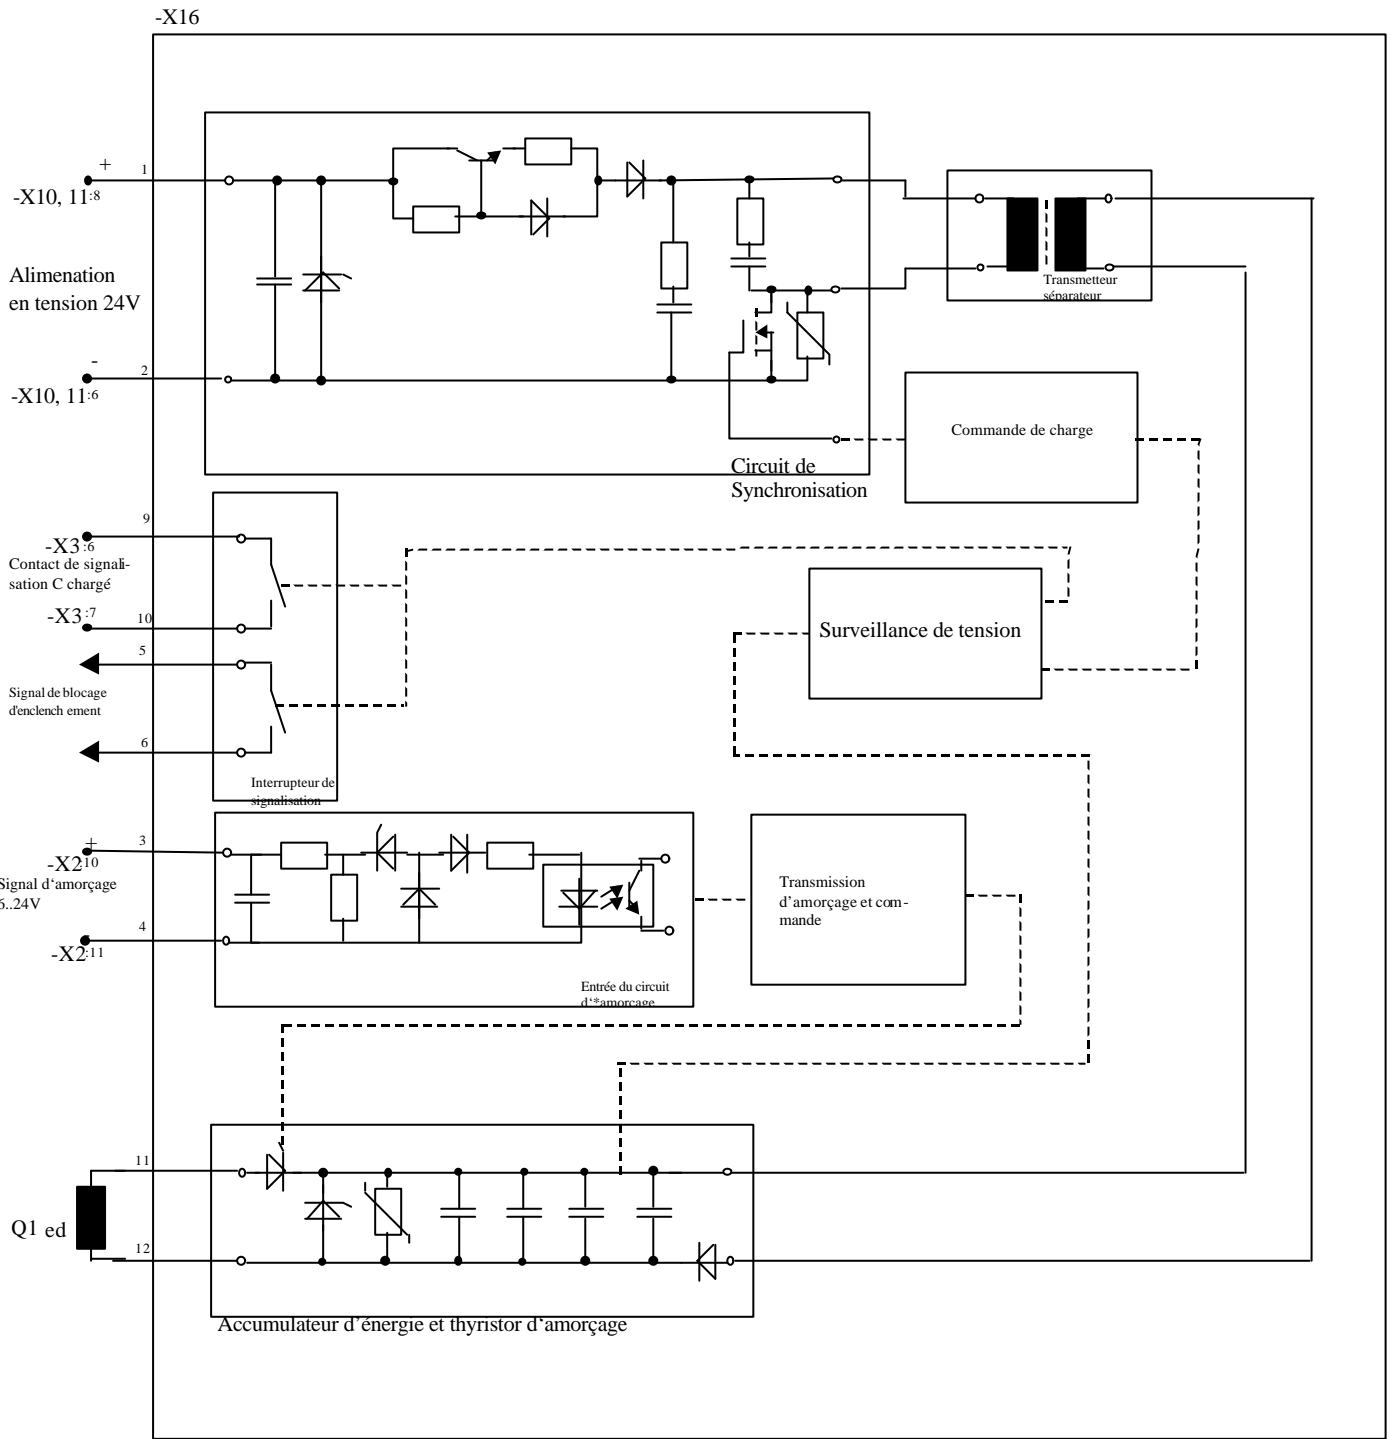 -X16
+
1
-X10, 11:8
Alimenation
en tension 24V
-
2
-X10, 11:6
Transmetteur
séparateur
Commande de charge
Circuit de
Synchronisation
9
-X3:6
Contact de signali-
sation C chargé
-X3:7
10
5
Signal de blocage
d'enclench ement
6
Interrupteur de
signalisation
Surveillance de tension
+
3
-X2:10
Signal d‘amorçage
6..24V
4
-X2:11
Entrée du circuit
d‘*amorçage
Transmission
d’amorçage et com-
mande
11
Q1 ed
12
Accumulateur d’énergie et thyristor d‘amorçage